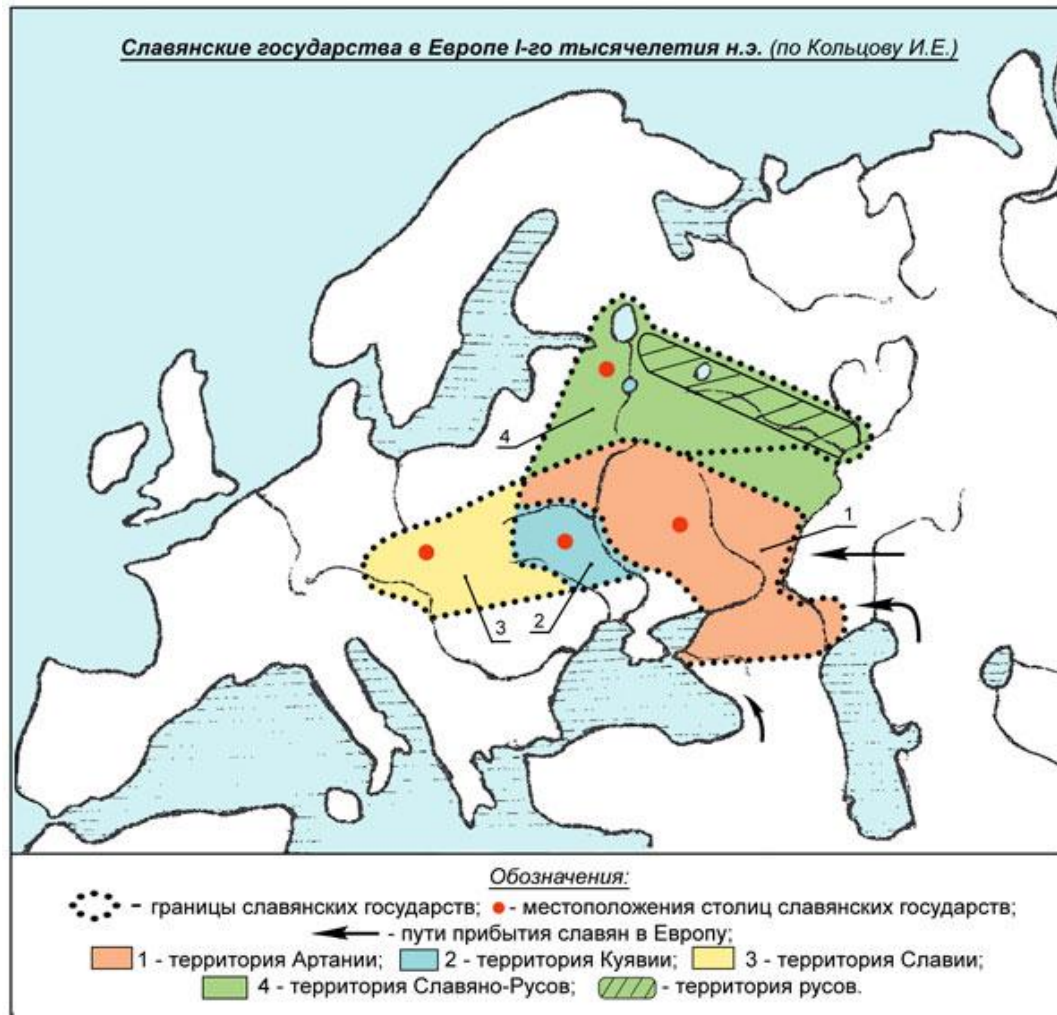 Славянские государства в Европе I-го тысячелетия н.э. (по Кольцову И.Е.)
4
1
3
2
Обозначения:
- границы славянских государств; - местоположения столиц славянских государств;
- пути прибытия славян в Европу;
1 - территория Артании; 2 - территория Куявии; 3 - территория Славии;
4 - территория Славяно-Русов; - территория русов.